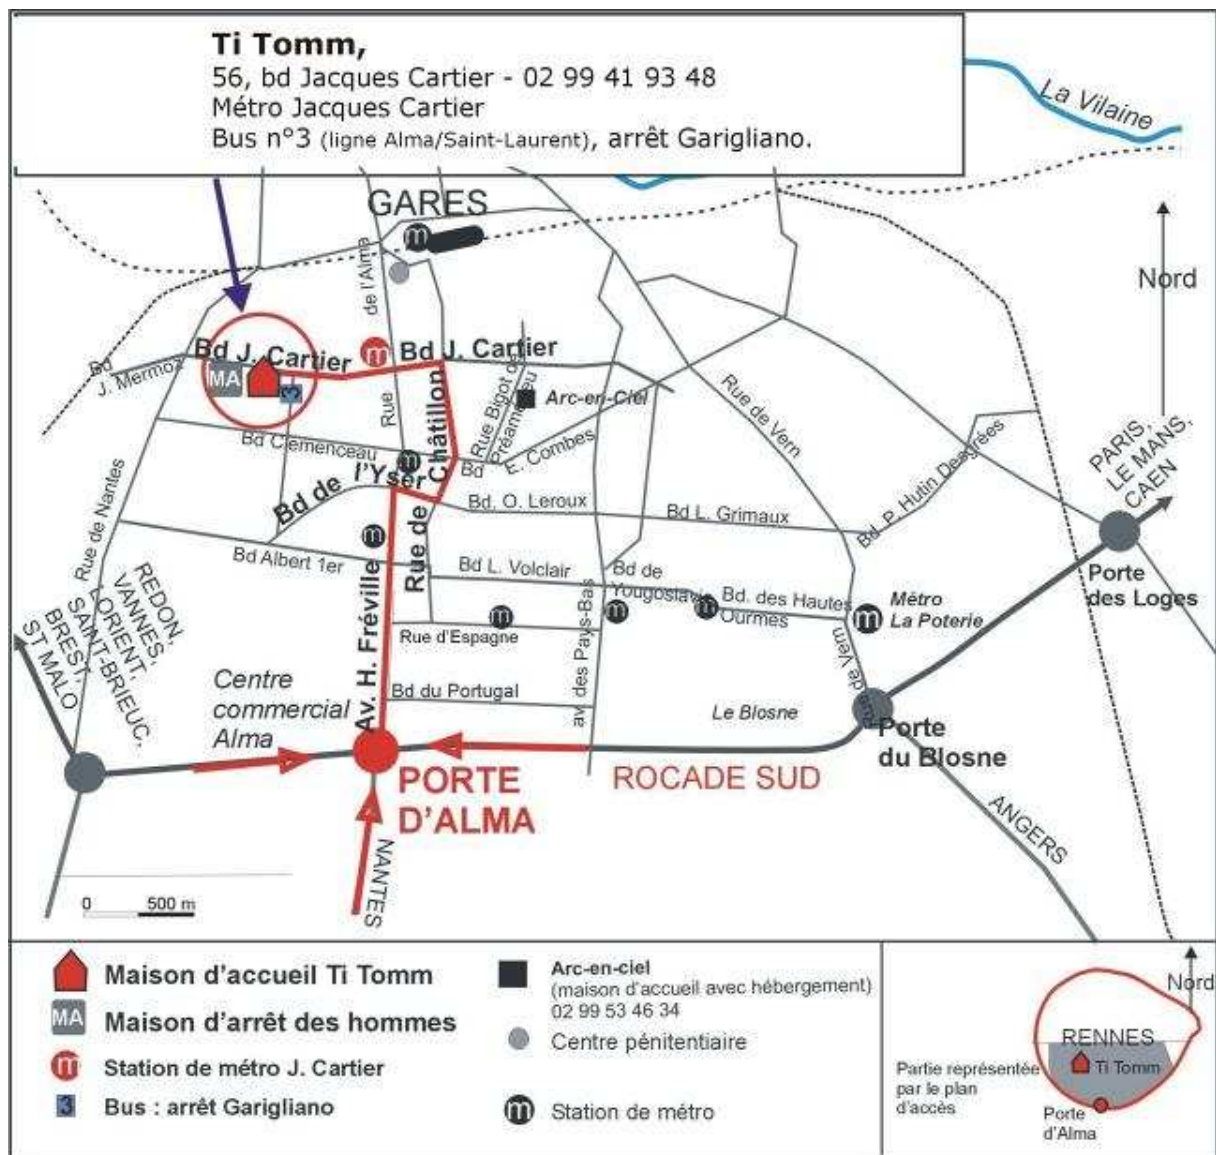 Ti Tomm,
56, bd Jacques Cartier - 02 99 41 93 48
Métro Jacques Cartier
Bus n°3 (ligne Alma/Saint-Laurent), arrêt Garigliano.
La Vilaine
GARES
m
Nord
Rue
de l'Alma
Bd
J. Mermoz
Bd J. Cartier
m
Bd J. Cartier
MA
3
Rue Bigot de
Préameneu
Arc-en-Ciel
Rue de Vern
Châtillon
Rue de
Bd Clemenceau
m
Bd
E. Combes
Bd de
l'Yser
Bd. O. Leroux
Bd L. Grimaux
Bd. P. Hutin Desgrées
PARIS,
LE MANS,
CAEN
Rue de Nantes
m
Bd Albert 1er
Bd L. Volclair
Bd de
Yougoslavie
Bd. des Hautes
Ourmes
Métro
La Poterie
m
m
m
m
Porte
des Loges
Rue d'Espagne
av. des Pays-Bas
Rue de Vern
REDON,
VANNES,
LORIENT,
SAINT-BRIEUC,
BREST,
ST MALO
Av. H. Fréville
Centre
commercial
Alma
Bd du Portugal
Le Blosne
Porte
du Blosne
PORTE
D'ALMA
ROCADE SUD
ANGERS
NANTES
0 500 m
Maison d'accueil Ti Tomm
MA Maison d'arrêt des hommes
m Station de métro J. Cartier
3 Bus : arrêt Garigliano
Arc-en-ciel
(maison d'accueil avec hébergement)
02 99 53 46 34
Centre pénitentiaire
m Station de métro
Nord
RENNES
Ti Tomm
Partie représentée
par le plan
d'accès
Porte
d'Alma